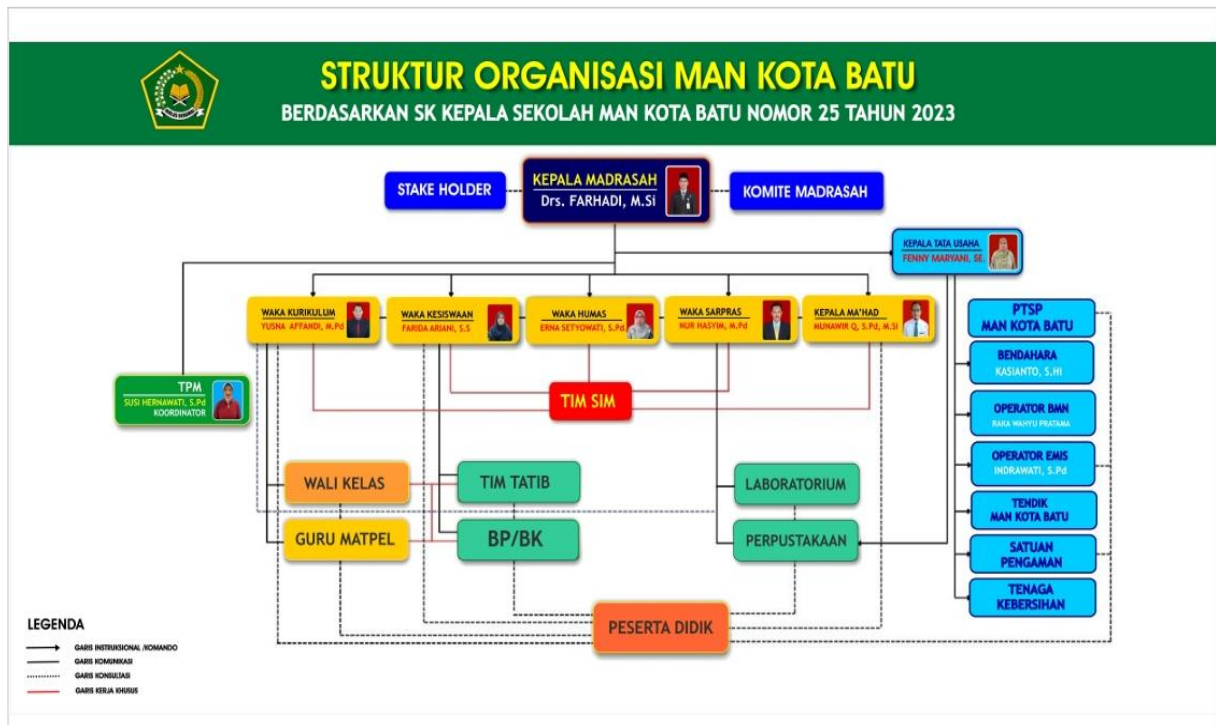 STRUKTUR ORGANISASI MAN KOTA BATU
BERDASARKAN SK KEPALA SEKOLAH MAN KOTA BATU NOMOR 25 TAHUN 2023
STAKE HOLDER
KEPALA MADRASAH
Drs. FARHADI, M.Si
KOMITE MADRASAH
KEPALA TATA USAHA
FENNY MARYANI, SE.
WAKA KURIKULUM
YUSNA AFFANDI, M.Pd
WAKA KESISWAAN
FARIDA ARIANI, S.S
WAKA HUMAS
ERNA SETYOWATI, S.Pd.
WAKA SARPRAS
NUR HASYIM, M.Pd
KEPALA MA'HAD
MUNAWIR Q, S.Pd, M.Si
PTSP
MAN KOTA BATU
BENDAHARA
KASIANTO, S.HI
OPERATOR BMN
RAKA WAHYU PRATAMA
OPERATOR EMIS
INDRAWATI, S.Pd
TENDIK
MAN KOTA BATU
SATUAN
PENGAMAN
TENAGA
KEBERSIHAN
TPM
SUSI HERNAWATI, S.Pd
KOORDINATOR
TIM SIM
WALI KELAS
TIM TATIB
LABORATORIUM
GURU MATPEL
BP/BK
PERPUSTAKAAN
PESERTA DIDIK
LEGENDA
GARIS INSTRUKSIONAL /KOMANDO
GARIS KOMUNIKASI
GARIS KONSULTASI
GARIS KERJA KHUSUS